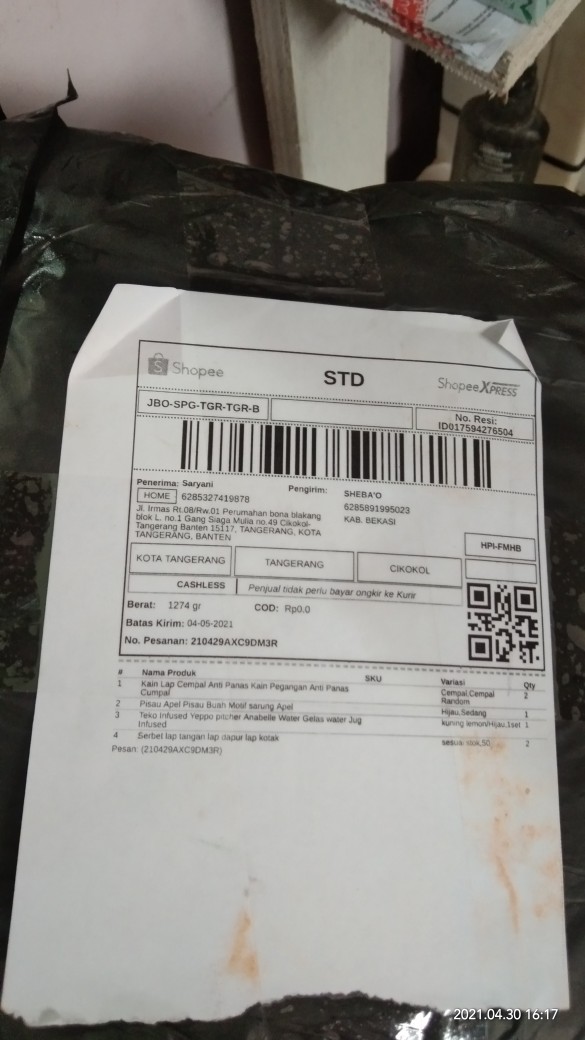 Shopee
STD
Shopee XPRESS
JBO-SPG-TGR-TGR-B
No. Resi:
ID017594276504
Penerima: Saryani
Pengirim: SHEBA'O
HOME 6285327419878
6285891995023
KAB. BEKASI
Jl. Irmas Rt.08/Rw.01 Perumahan bona blakang
blok L. no.1 Gang Siaga Mulia no.49 Cikokol-
Tangerang Banten 15117, TANGERANG, KOTA
TANGERANG, BANTEN
HPI-FMHB
KOTA TANGERANG TANGERANG CIKOKOL
CASHLESS Penjual tidak perlu bayar ongkir ke Kurir
Berat: 1274 gr COD: Rp0.0
Batas Kirim: 04-05-2021
No. Pesanan: 210429AXC9DM3R
# Nama Produk SKU Variasi Qty
1 Kain Lap Cempal Anti Panas Kain Pegangan Anti Panas Cempal,Cempal 2
Cumpal Random
2 Pisau Apel Pisau Buah Motif sarung Apel Hijau,Sedang 1
3 Teko Infused Yeppo pitcher Anabelle Water Gelas water Jug kuning lemon/Hijau,1set 1
Infused
4 Serbet lap tangan lap dapur lap kotak sesuai stok,50 2
Pesan: (210429AXC9DM3R)
2021.04.30 16:17